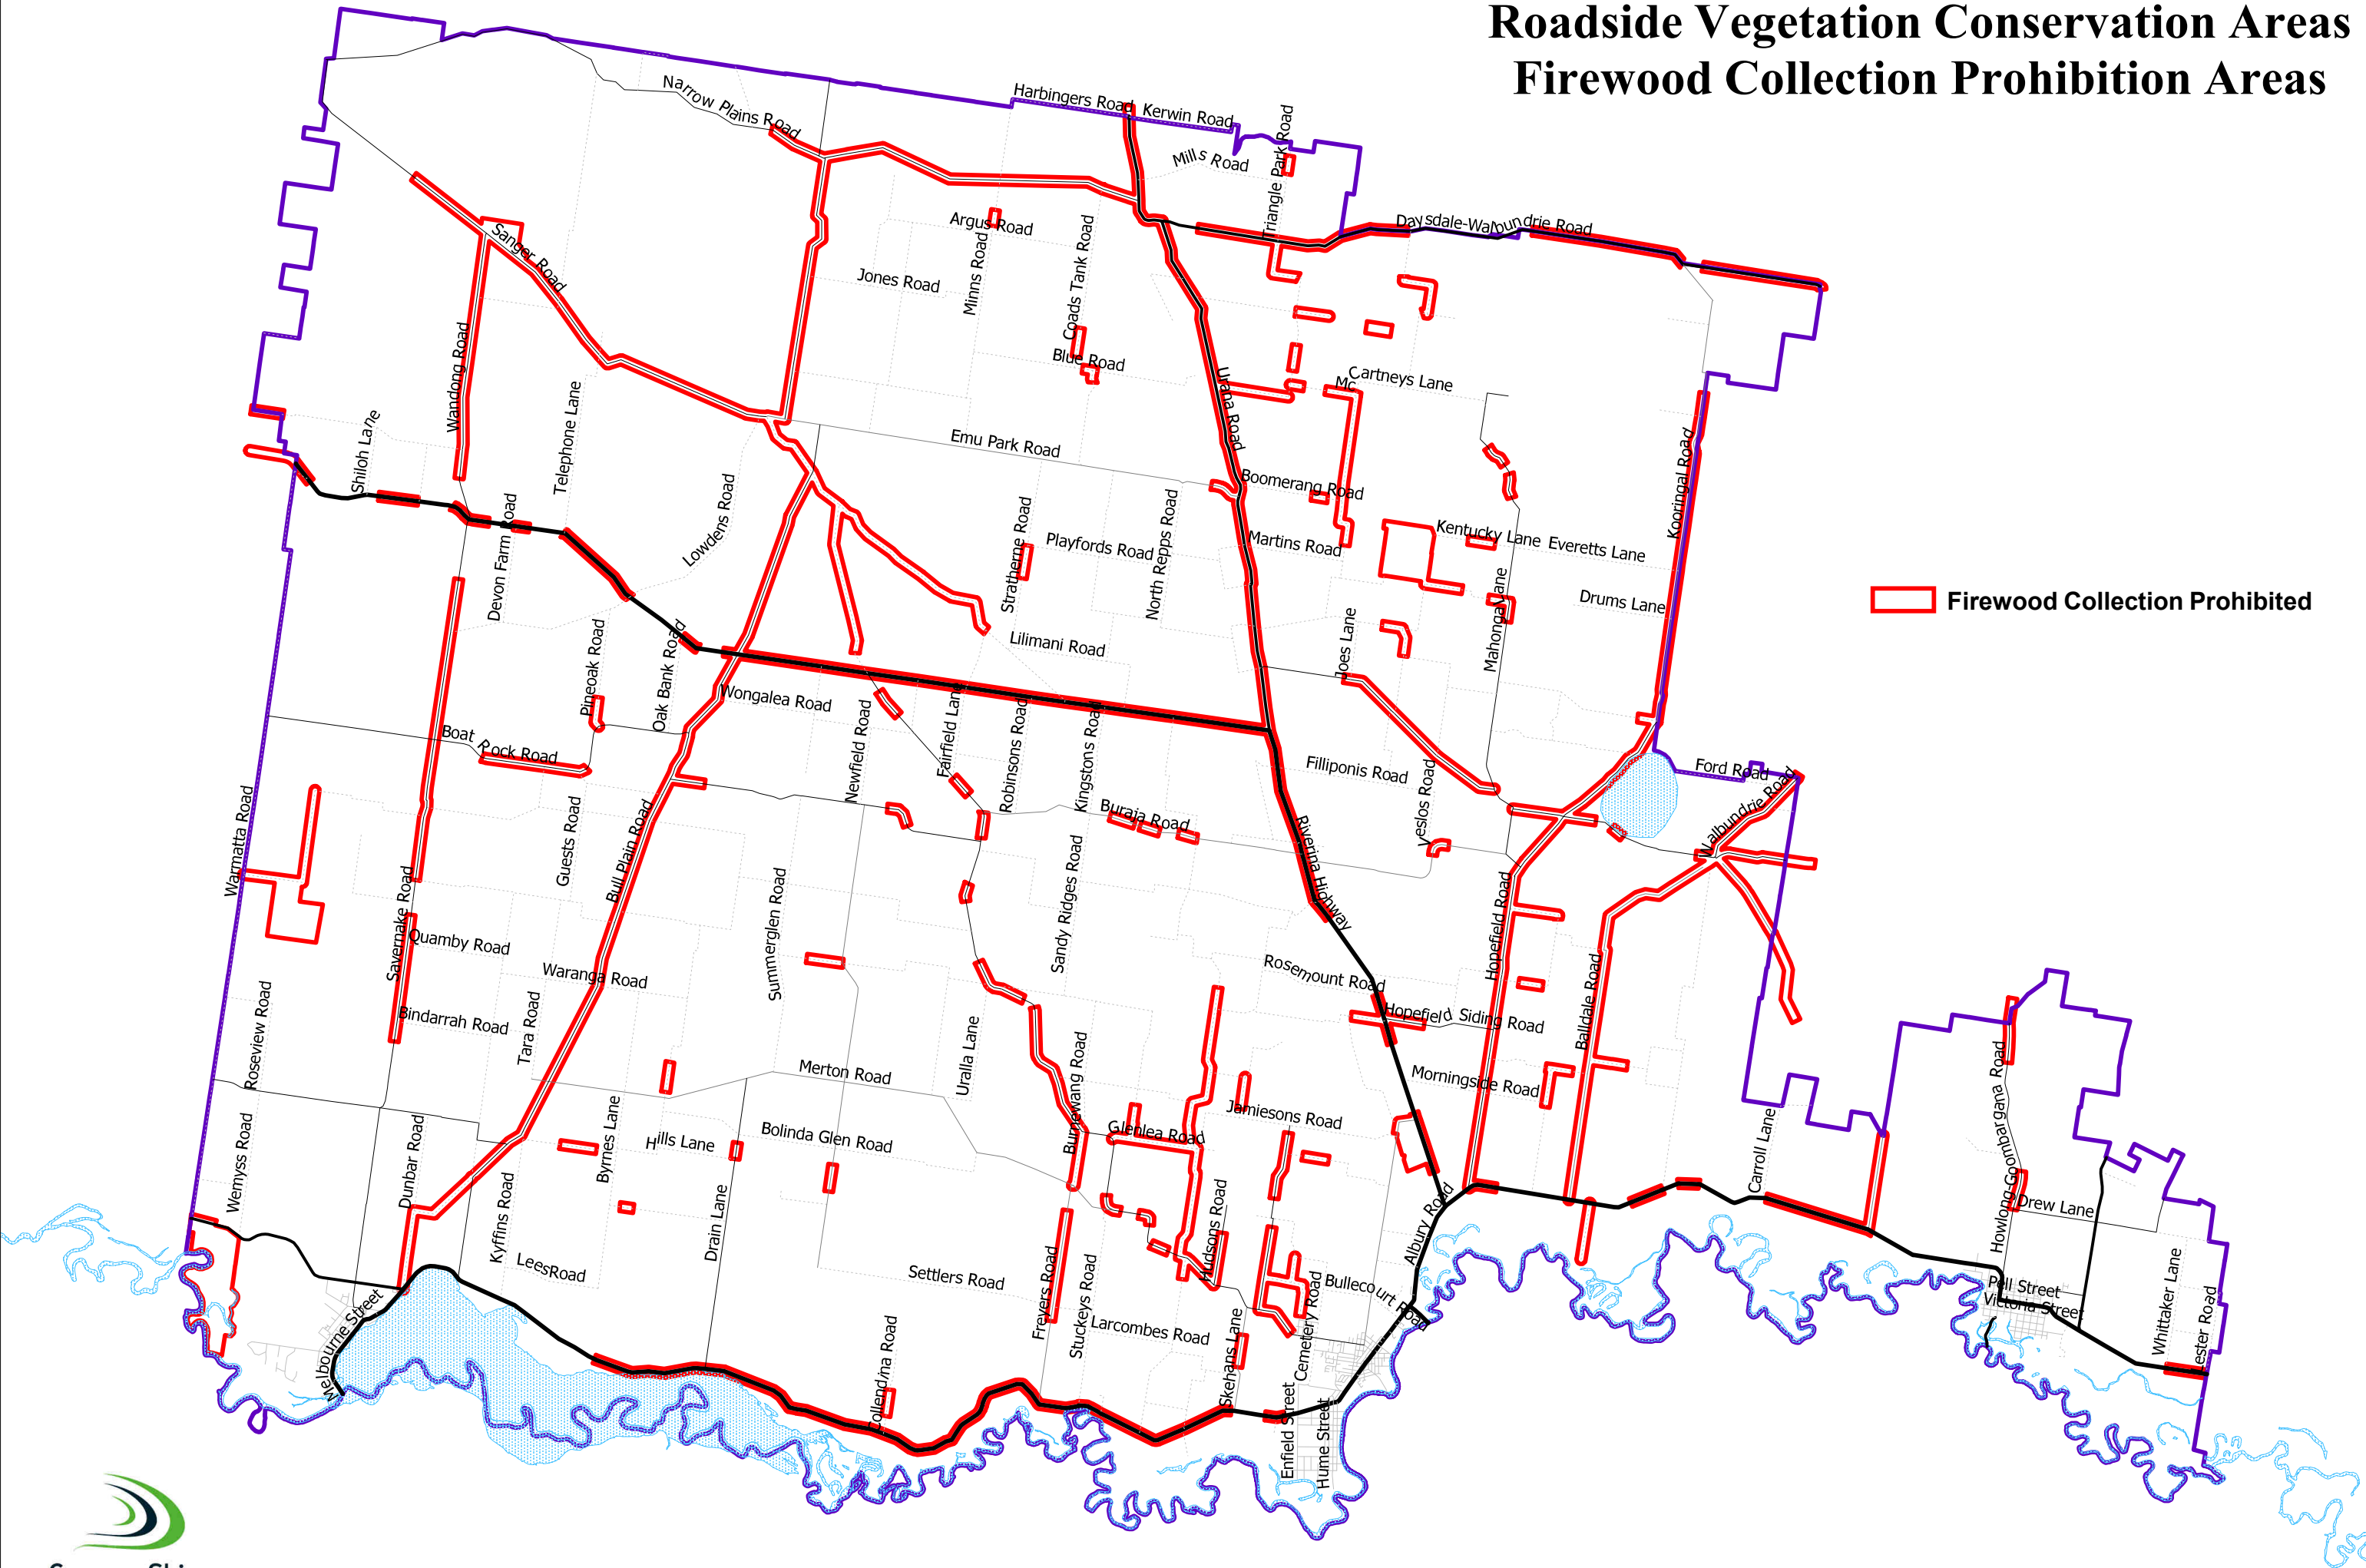 Roadside Vegetation Conservation Areas
Firewood Collection Prohibition Areas
Narrow Plains Road
Harbingers Road
Kerwin Road
Mills Road
Triangle Park Road
Daysdale-Walbundrie Road
Sanger Road
Argus Road
Minns Road
Coads Tank Road
Jones Road
Blue Road
Wandong Road
Telephone Lane
Shiloh Lane
Urana Road
Mc Cartneys Lane
Emu Park Road
Boomerang Road
Kooringal Road
Lowdens Road
Devon Farm Road
Stratherne Road
Playfords Road
North Repps Road
Martins Road
Kentucky Lane
Everetts Lane
Drums Lane
Mahonga Lane
Firewood Collection Prohibited
Joes Lane
Lilimani Road
Pineoak Road
Oak Bank Road
Wongalea Road
Boat Rock Road
Newfield Road
Fairfield Lane
Robinsons Road
Kingstons Road
Filliponis Road
Veslos Road
Ford Road
Walbundrie Road
Buraja Road
Riverina Highway
Warmatta Road
Guests Road
Bull Plain Road
Savernake Road
Quamby Road
Waranga Road
Summerglen Road
Sandy Ridges Road
Rosemount Road
Hopefield Road
Hopefield Siding Road
Balldale Road
Bindarrah Road
Tara Road
Roseview Road
Merton Road
Uralla Lane
Burrewang Road
Morningside Road
Jamiesons Road
Glenlea Road
Howlong-Goombargana Road
Carroll Lane
Drew Lane
Wemyss Road
Dunbar Road
Byrnes Lane
Hills Lane
Bolinda Glen Road
Kyffins Road
Lees Road
Drain Lane
Settlers Road
Freyers Road
Stuckeys Road
Hudsons Road
Albury Road
Bullecourt Road
Cemetery Road
Larcombes Road
Skehans Lane
Pell Street
Victoria Street
Whittaker Lane
Lester Road
Melbourne Street
Collendina Road
Enfield Street
Hume Street